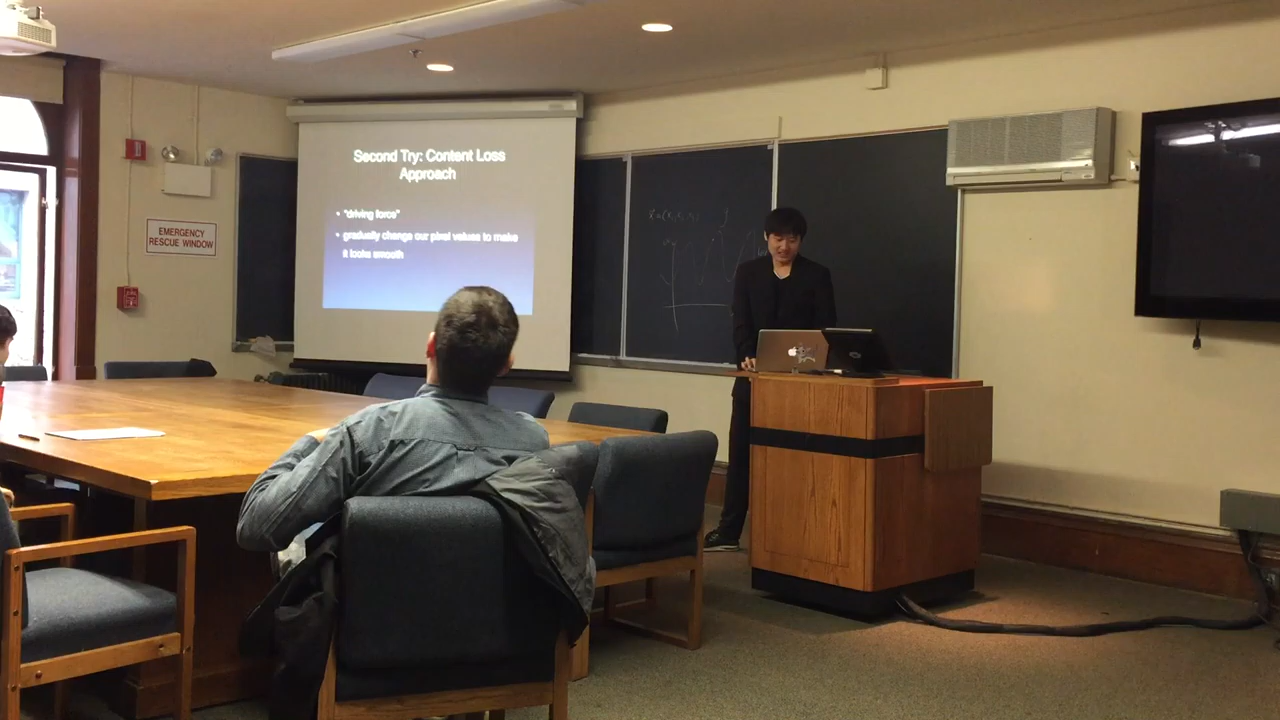 Second Try: Content Loss
Approach
• "driving force"
• gradually change our pixel values to make
it looks smooth
EMERGENCY
RESCUE WINDOW